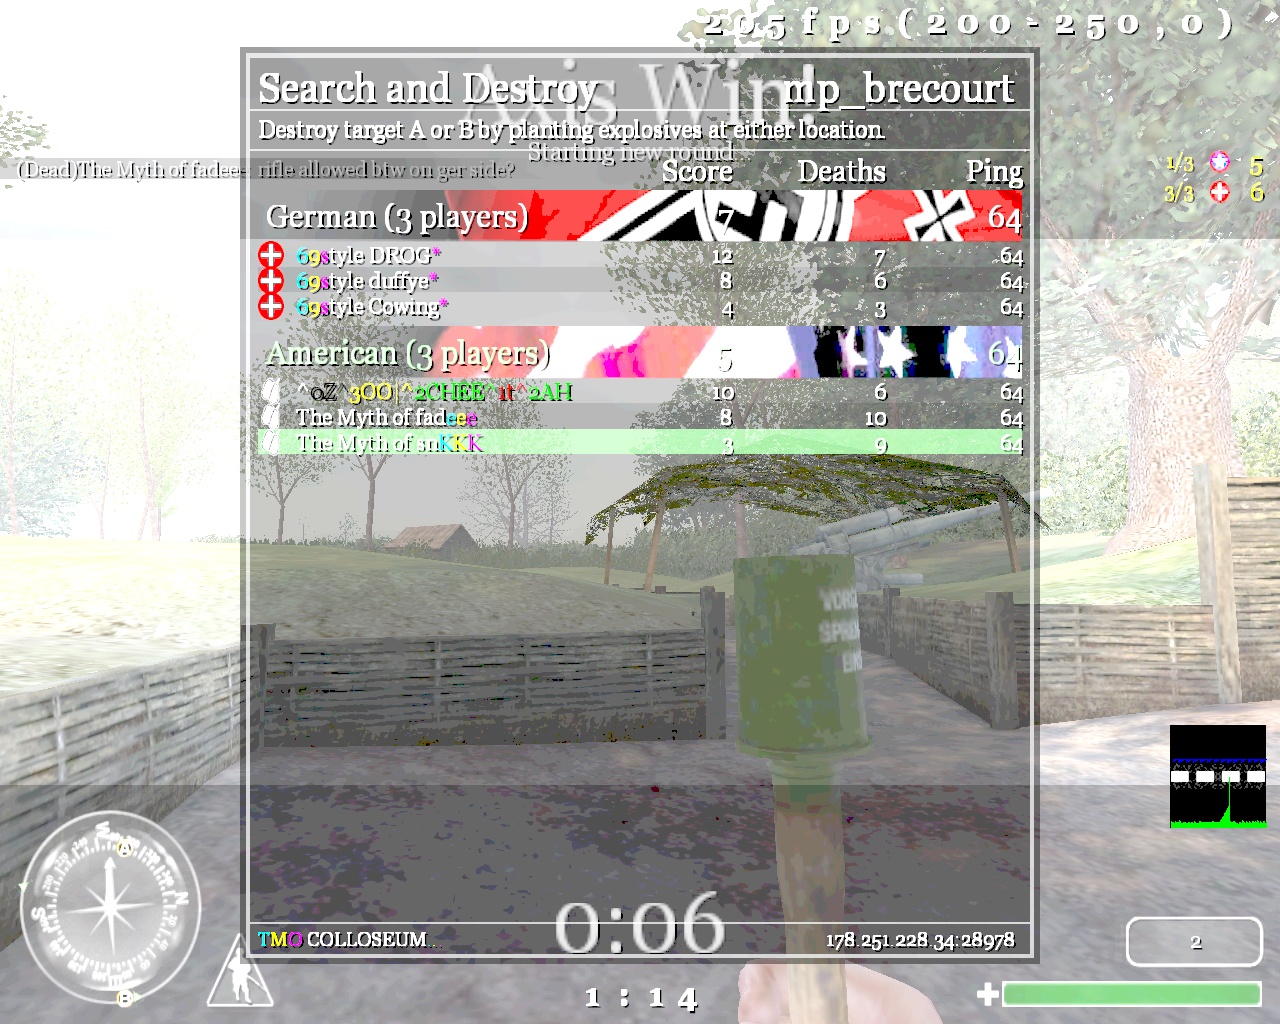 205fps(200-250,0)
Axis Win!
Search and Destroy mp_brecourt
Destroy target A or B by planting explosives at either location.
Starting new round
(Dead)The Myth of fadeee: rifle allowed btw on ger side?
Score Deaths Ping
1/3 5
3/3 6
German (3 players) 7 64
69style DROG* 12 7 64
69style duffye* 8 6 64
69style Cowing* 4 3 64
American (3 players) 5 64
^oZ^3OO|^2CHEE^1t^2AH 10 6 64
The Myth of fadeee 8 10 64
The Myth of snKKK 3 9 64
0:06
TMO COLLOSEUM.. 178.251.228.34:28978
2
1:14